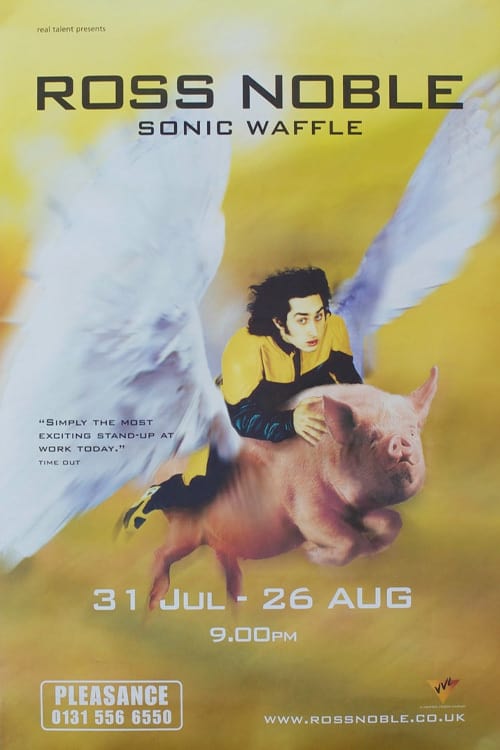 real talent presents
ROSS NOBLE
SONIC WAFFLE
"SIMPLY THE MOST
EXCITING STAND-UP AT
WORK TODAY."
TIME OUT
31 JUL - 26 AUG
9.00PM
PLEASANCE
0131 556 6550
VVL
WWW.ROSSNOBLE.CO.UK